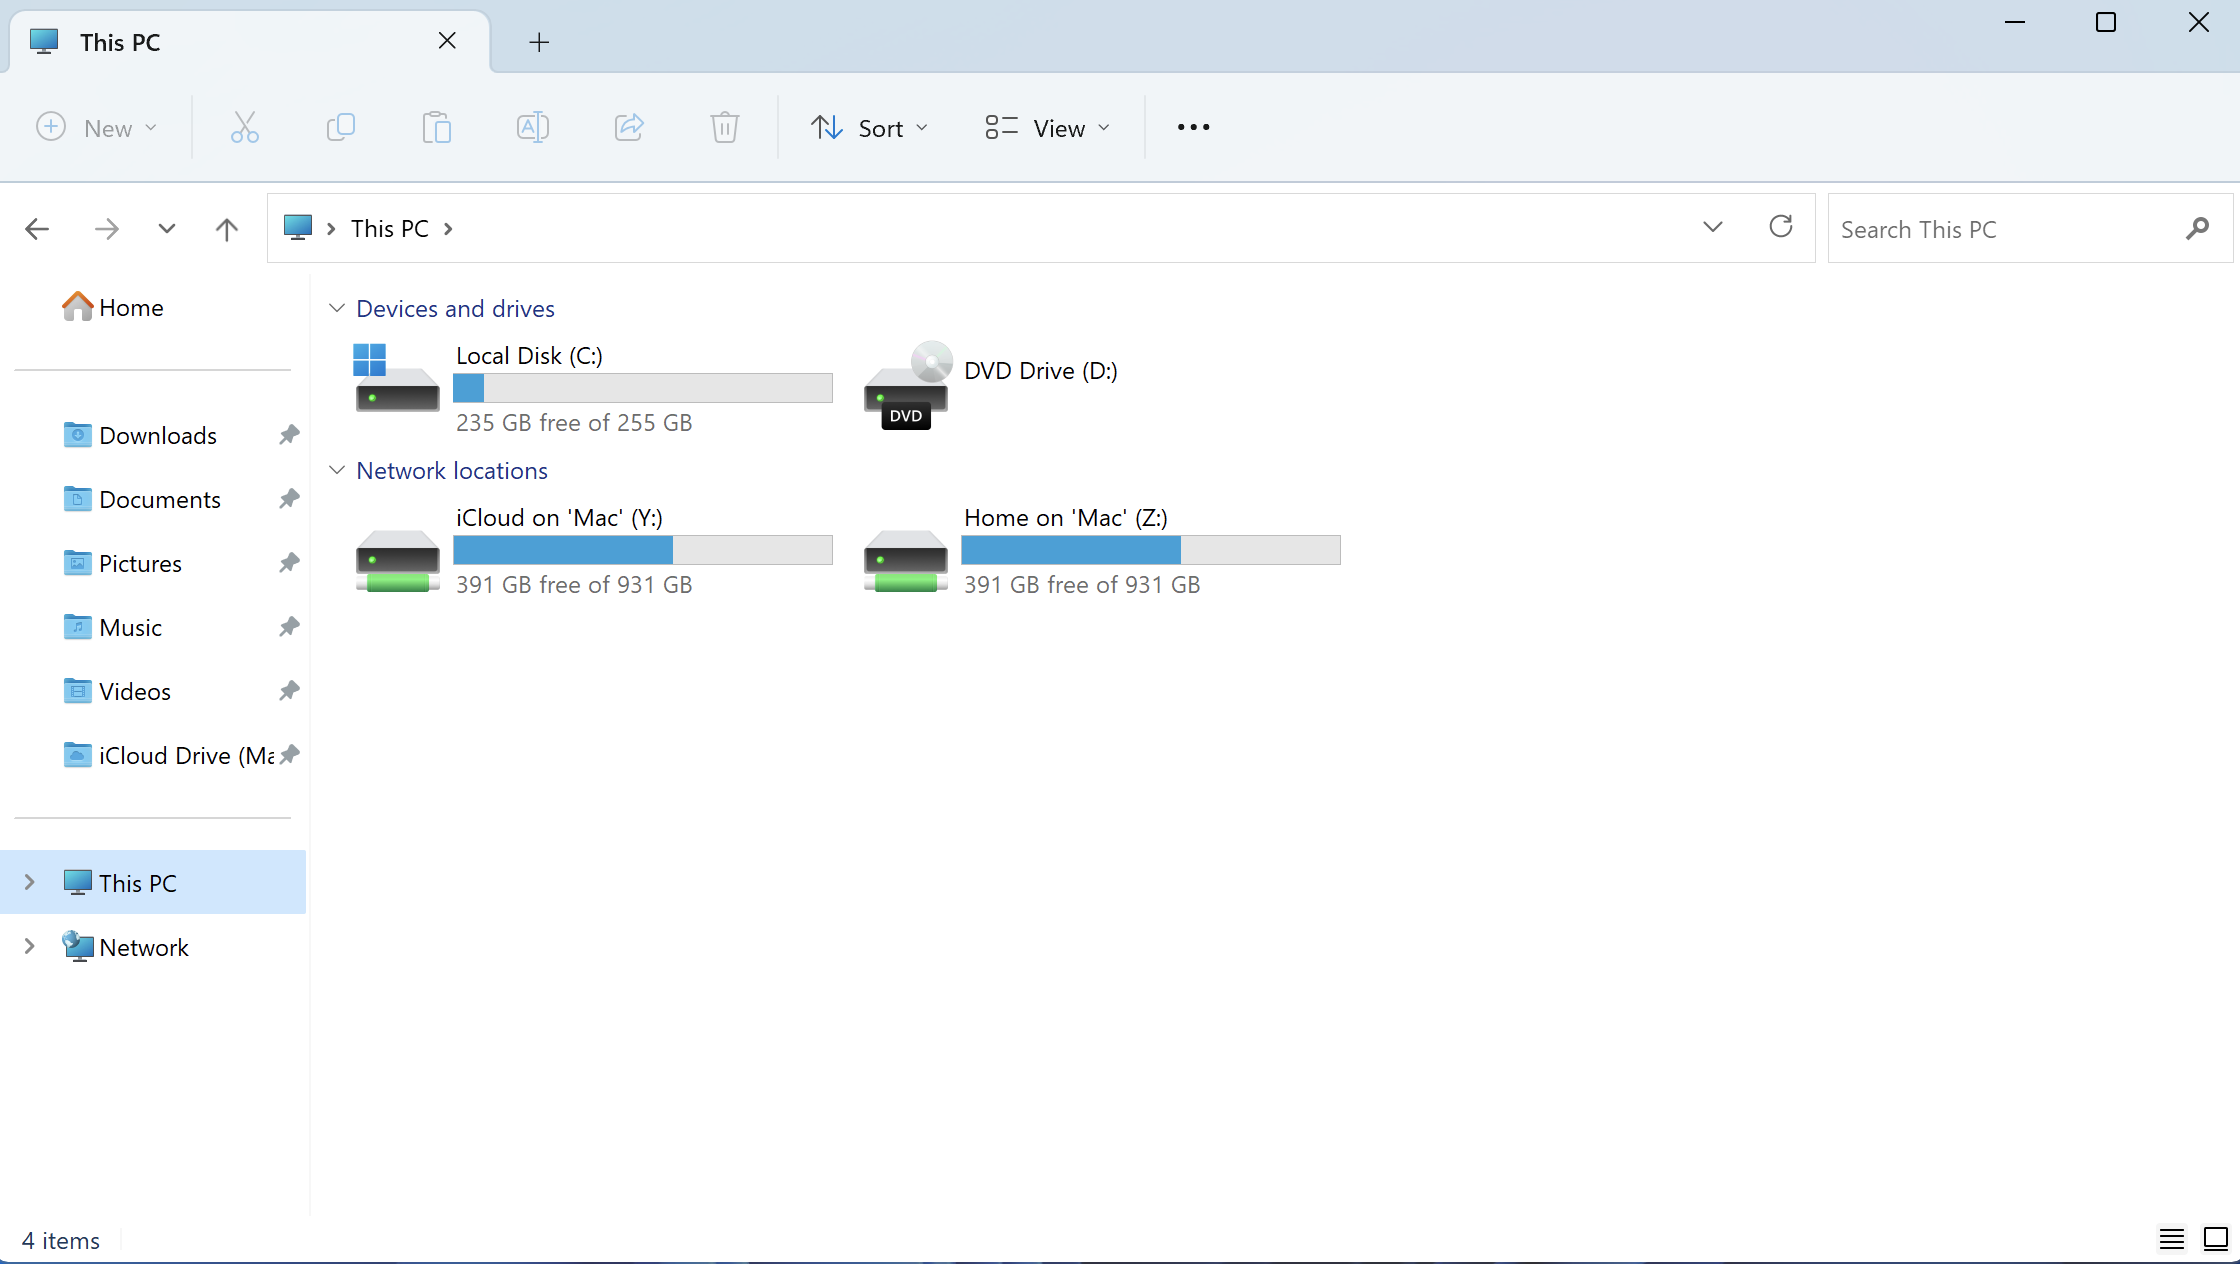 This PC
New
Sort
View
This PC
Search This PC
Home
Downloads
Documents
Pictures
Music
Videos
iCloud Drive (Ma
This PC
Network
Devices and drives
Local Disk (C:)
235 GB free of 255 GB
DVD Drive (D:)
DVD
Network locations
iCloud on 'Mac' (Y:)
391 GB free of 931 GB
Home on 'Mac' (Z:)
391 GB free of 931 GB
4 items